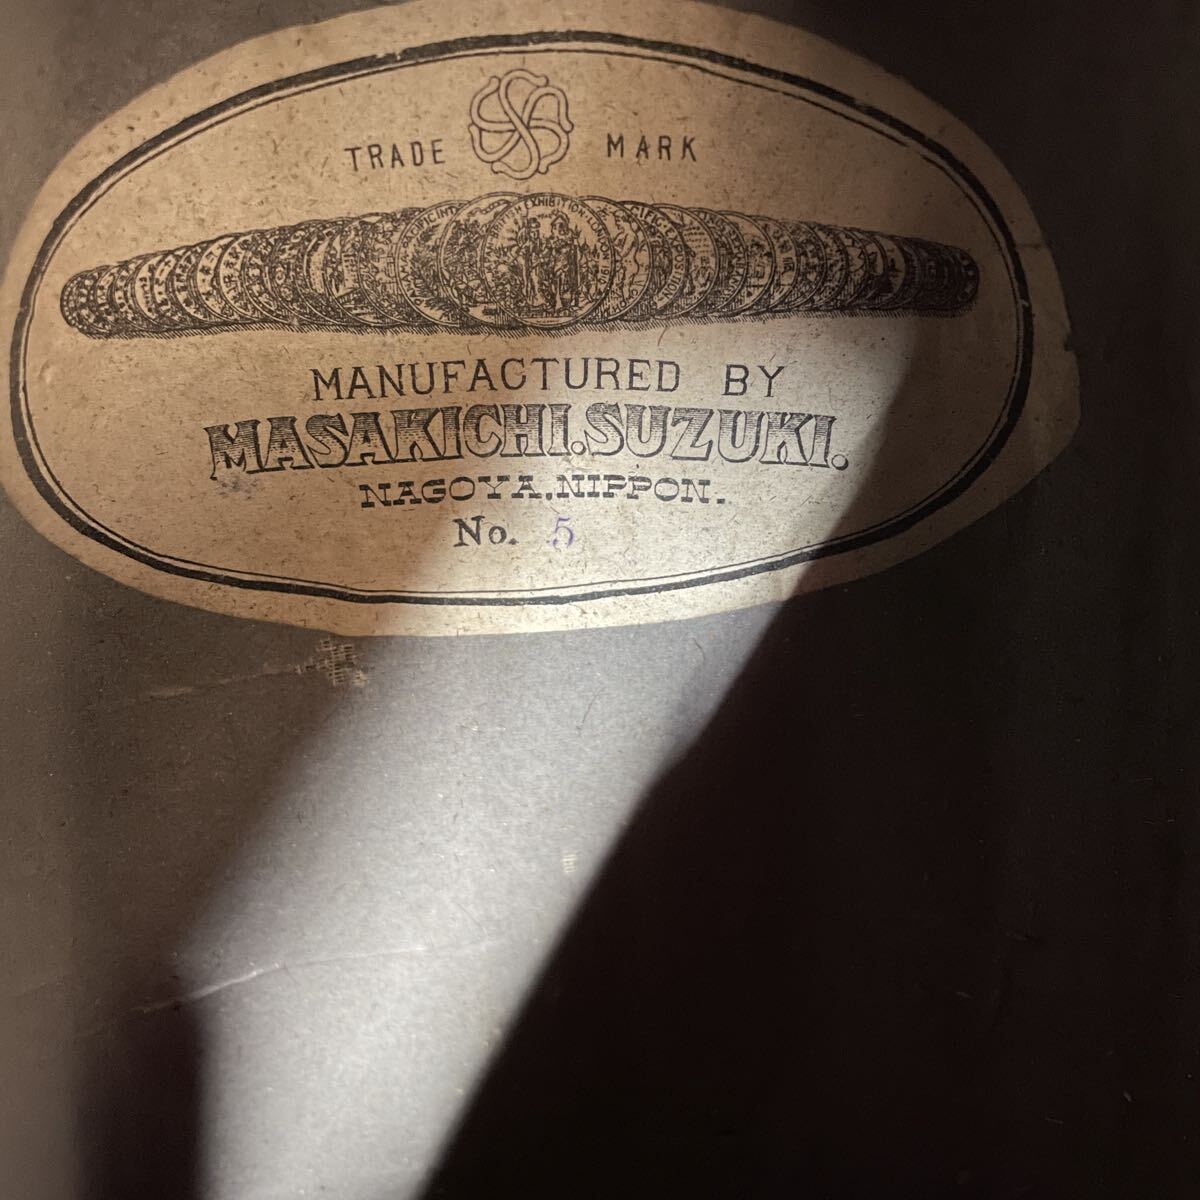 TRADE MARK
MANUFACTURED BY
MASAKICHI.SUZUKI.
NAGOYA.NIPPON.
No. 5